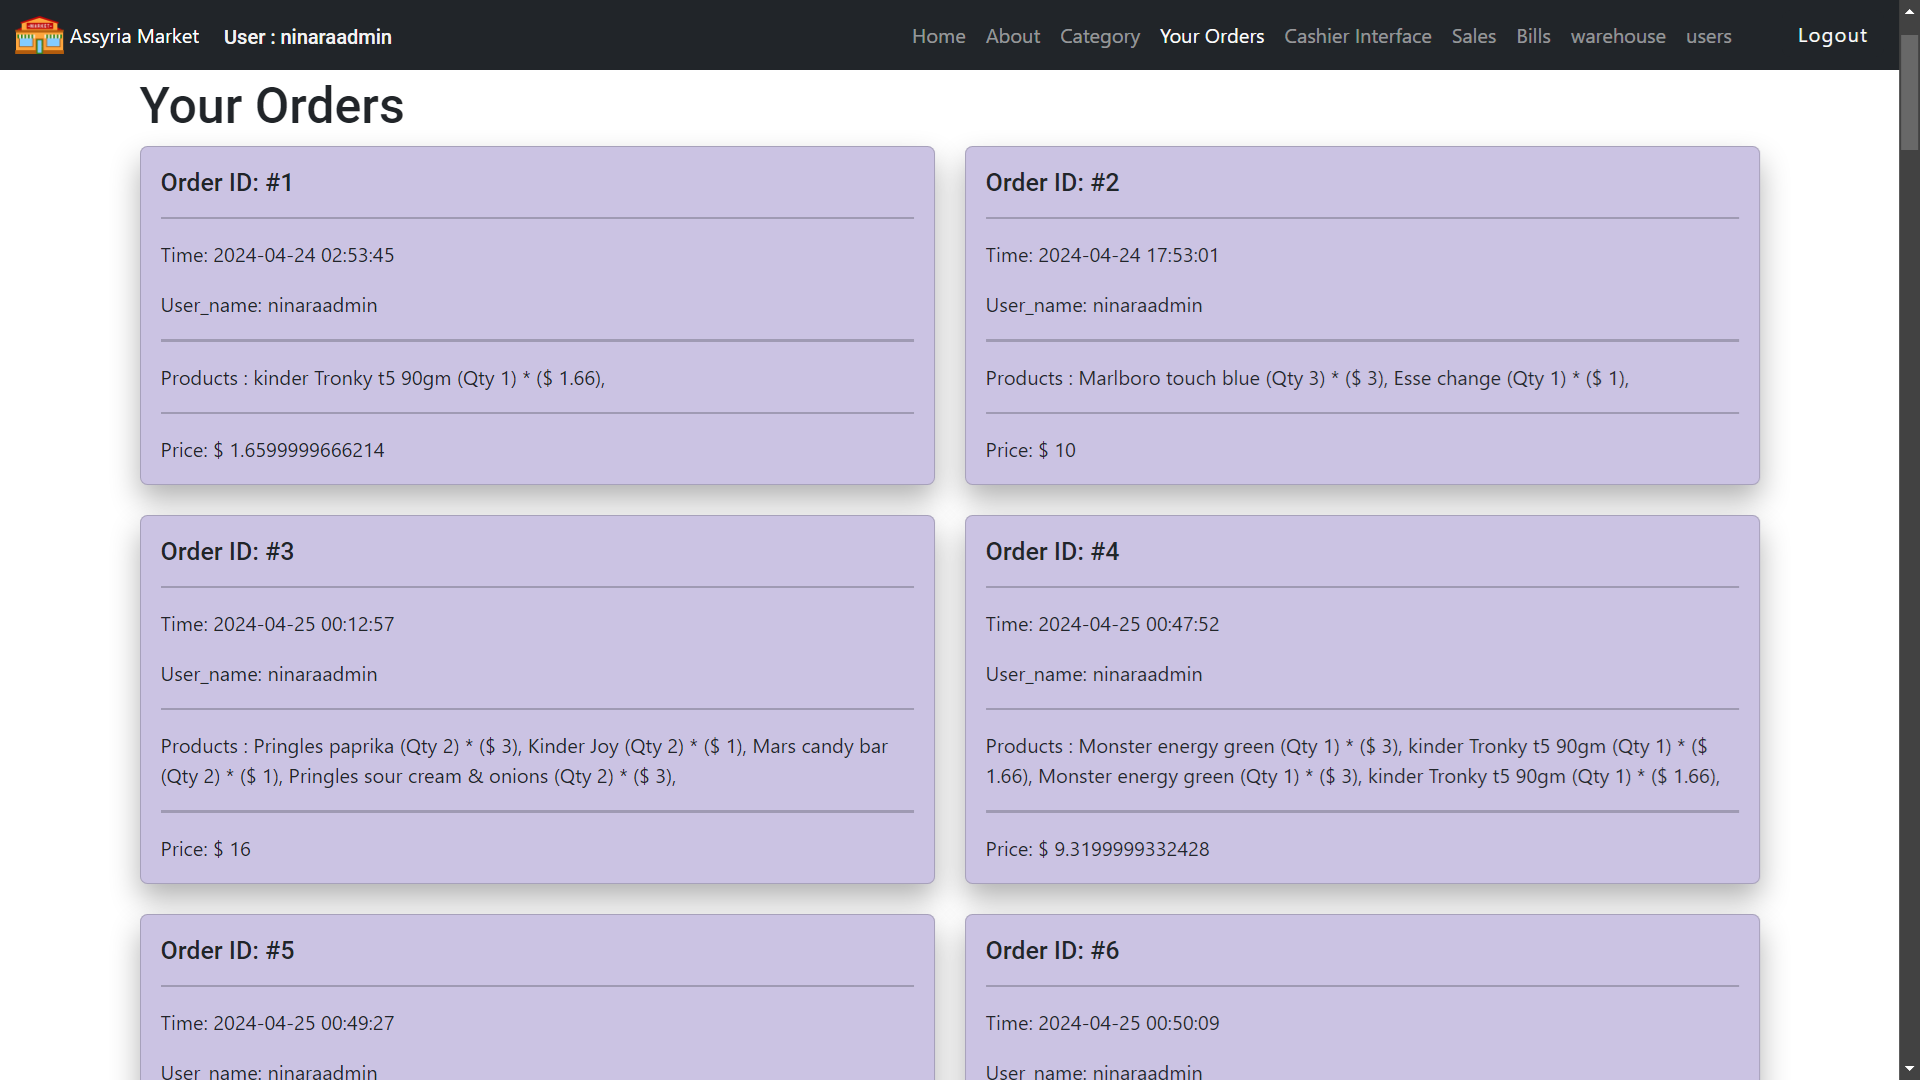 Assyria Market User : ninaraadmin Home About Category Your Orders Cashier Interface Sales Bills warehouse users Logout
Your Orders
Order ID: #1
Time: 2024-04-24 02:53:45
User_name: ninaraadmin
Products : kinder Tronky t5 90gm (Qty 1) * ($ 1.66),
Price: $ 1.6599999666214
Order ID: #2
Time: 2024-04-24 17:53:01
User_name: ninaraadmin
Products : Marlboro touch blue (Qty 3) * ($ 3), Esse change (Qty 1) * ($ 1),
Price: $ 10
Order ID: #3
Time: 2024-04-25 00:12:57
User_name: ninaraadmin
Products : Pringles paprika (Qty 2) * ($ 3), Kinder Joy (Qty 2) * ($ 1), Mars candy bar
(Qty 2) * ($ 1), Pringles sour cream & onions (Qty 2) * ($ 3),
Price: $ 16
Order ID: #4
Time: 2024-04-25 00:47:52
User_name: ninaraadmin
Products : Monster energy green (Qty 1) * ($ 3), kinder Tronky t5 90gm (Qty 1) * ($
1.66), Monster energy green (Qty 1) * ($ 3), kinder Tronky t5 90gm (Qty 1) * ($ 1.66),
Price: $ 9.3199999332428
Order ID: #5
Time: 2024-04-25 00:49:27
User_name: ninaraadmin
Order ID: #6
Time: 2024-04-25 00:50:09
User_name: ninaraadmin